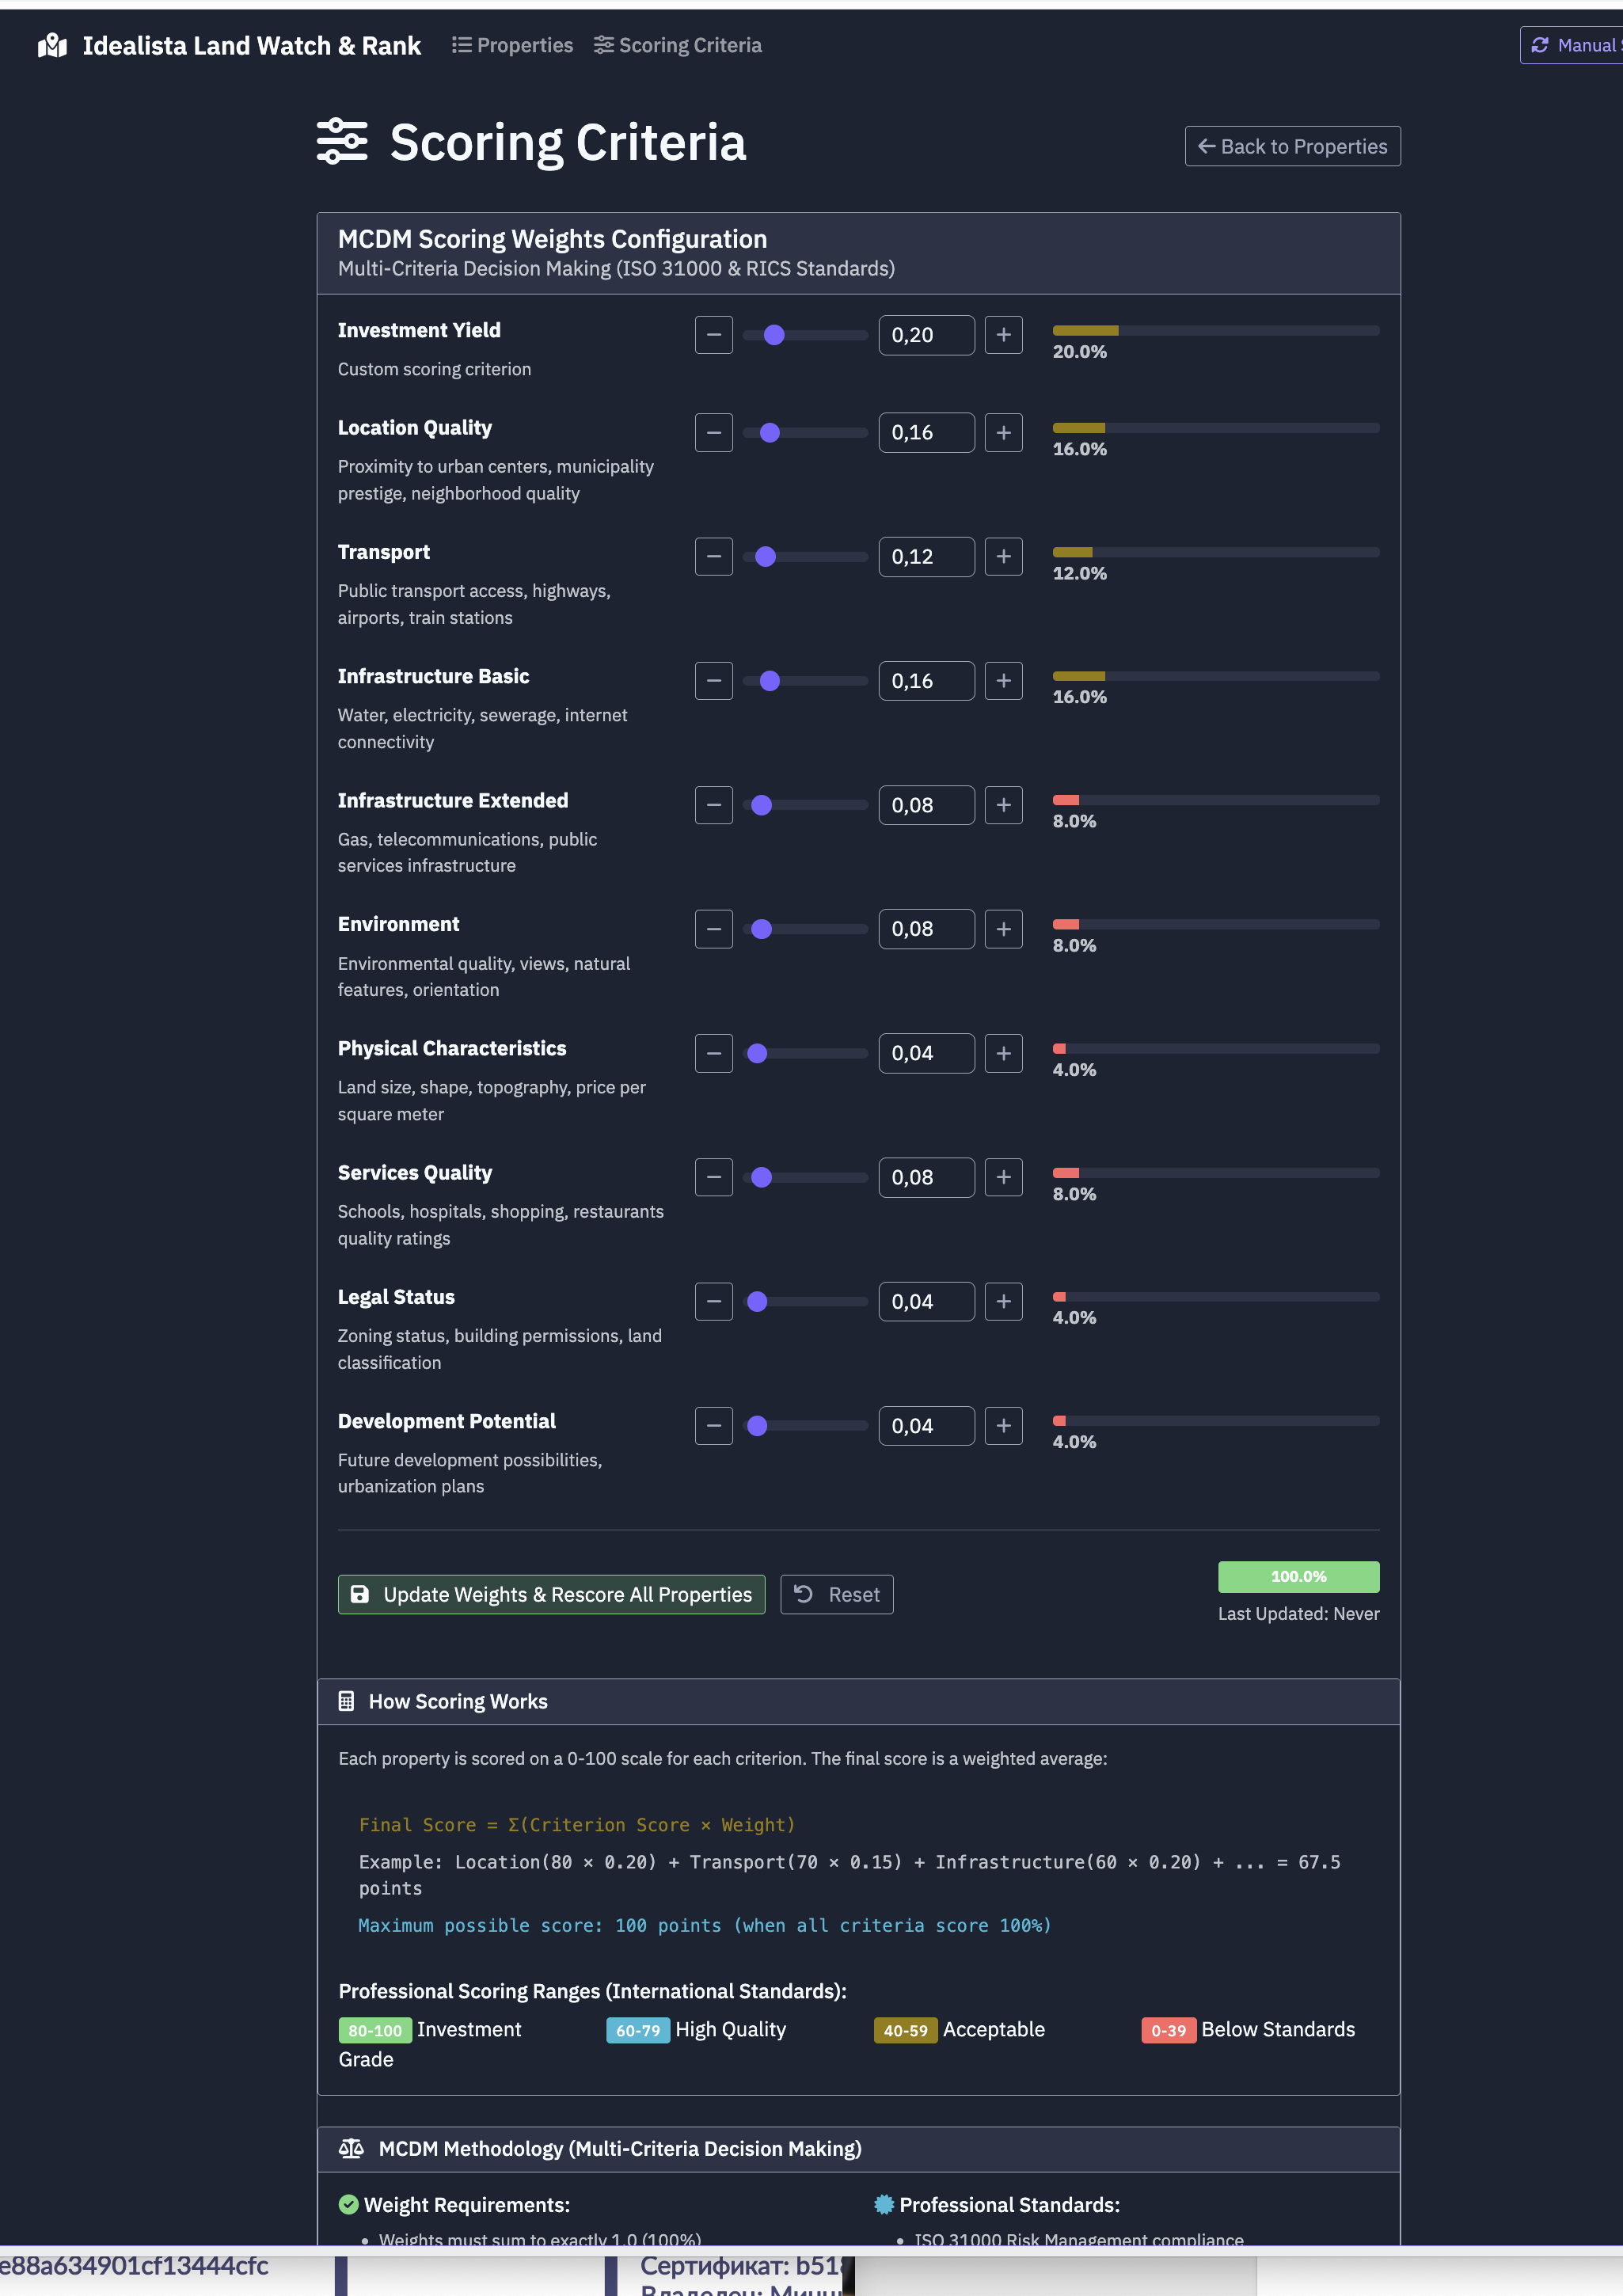 Idealista Land Watch & Rank Properties Scoring Criteria Manual
Scoring Criteria
Back to Properties
MCDM Scoring Weights Configuration
Multi-Criteria Decision Making (ISO 31000 & RICS Standards)
Investment Yield
Custom scoring criterion
− 0,20 +
20.0%
Location Quality
Proximity to urban centers, municipality
prestige, neighborhood quality
− 0,16 +
16.0%
Transport
Public transport access, highways,
airports, train stations
− 0,12 +
12.0%
Infrastructure Basic
Water, electricity, sewerage, internet
connectivity
− 0,16 +
16.0%
Infrastructure Extended
Gas, telecommunications, public
services infrastructure
− 0,08 +
8.0%
Environment
Environmental quality, views, natural
features, orientation
− 0,08 +
8.0%
Physical Characteristics
Land size, shape, topography, price per
square meter
− 0,04 +
4.0%
Services Quality
Schools, hospitals, shopping, restaurants
quality ratings
− 0,08 +
8.0%
Legal Status
Zoning status, building permissions, land
classification
− 0,04 +
4.0%
Development Potential
Future development possibilities,
urbanization plans
− 0,04 +
4.0%
Update Weights & Rescore All Properties Reset
100.0%
Last Updated: Never
How Scoring Works
Each property is scored on a 0-100 scale for each criterion. The final score is a weighted average:
Final Score = Σ(Criterion Score × Weight)
Example: Location(80 × 0.20) + Transport(70 × 0.15) + Infrastructure(60 × 0.20) + ... = 67.5
points
Maximum possible score: 100 points (when all criteria score 100%)
Professional Scoring Ranges (International Standards):
80-100 Investment
Grade
60-79 High Quality
40-59 Acceptable
0-39 Below Standards
MCDM Methodology (Multi-Criteria Decision Making)
Weight Requirements:
Professional Standards:
• Weights must sum to exactly 1.0 (100%)
• ISO 31000 Risk Management compliance
e88a634901cf13444cfc
Сертификат: b518
Владелец: